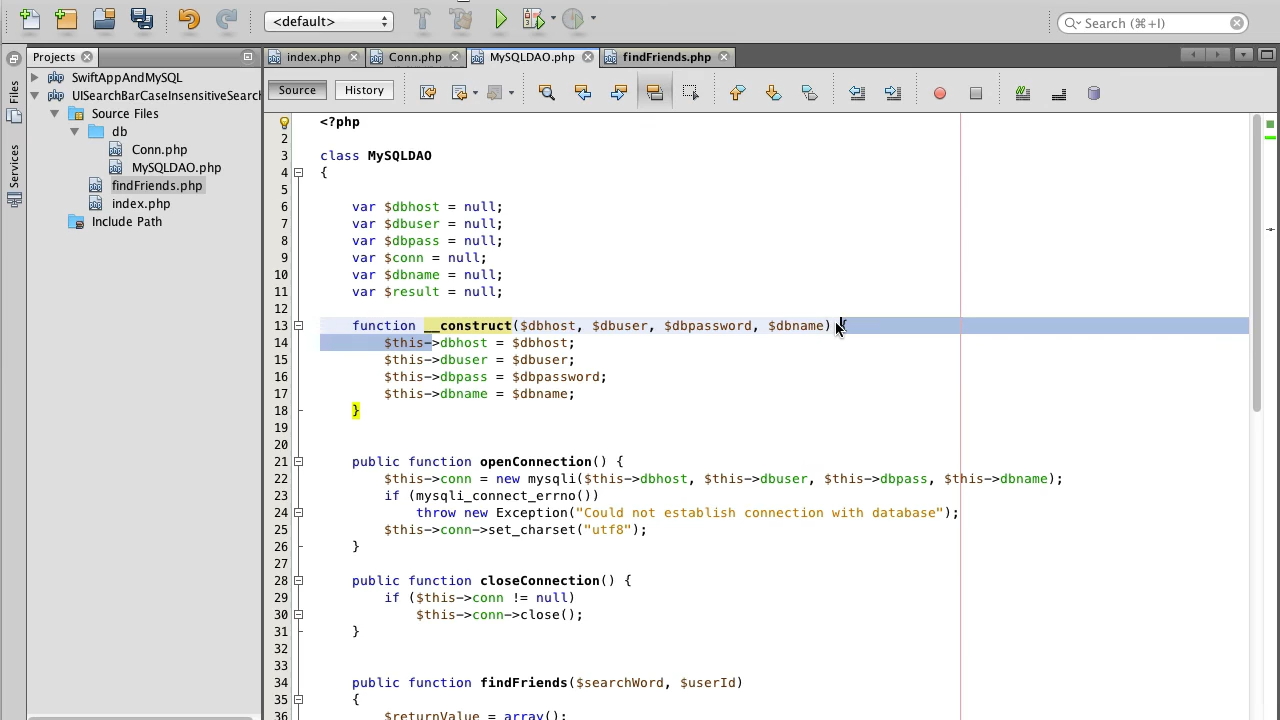 <default>
Search (⌘+I)
Projects
index.php
Conn.php
MySQLDAO.php
findFriends.php
Files
Services
SwiftAppAndMySQL
UISearchBarCaseInsensitiveSearch
Source Files
db
Conn.php
MySQLDAO.php
findFriends.php
index.php
Include Path
Source
History
<?php
2
3 class MySQLDAO
4 {
5
6 var $dbhost = null;
7 var $dbuser = null;
8 var $dbpass = null;
9 var $conn = null;
10 var $dbname = null;
11 var $result = null;
12
13 function __construct($dbhost, $dbuser, $dbpassword, $dbname) {
14 $this->dbhost = $dbhost;
15 $this->dbuser = $dbuser;
16 $this->dbpass = $dbpassword;
17 $this->dbname = $dbname;
18 }
19
20
21 public function openConnection() {
22 $this->conn = new mysqli($this->dbhost, $this->dbuser, $this->dbpass, $this->dbname);
23 if (mysqli_connect_errno())
24 throw new Exception("Could not establish connection with database");
25 $this->conn->set_charset("utf8");
26 }
27
28 public function closeConnection() {
29 if ($this->conn != null)
30 $this->conn->close();
31 }
32
33
34 public function findFriends($searchWord, $userId)
35 {
36 $returnValue = array();